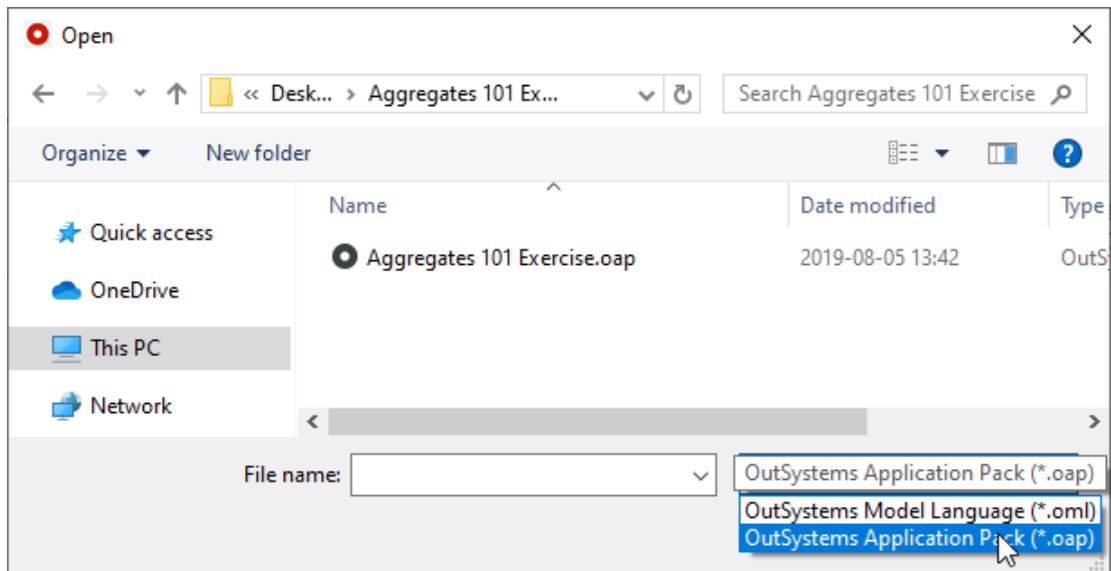 Open
« Desk... > Aggregates 101 Ex...
Search Aggregates 101 Exercise
Organize
New folder
Name
Date modified
Type
Quick access
Aggregates 101 Exercise.oap
2019-08-05 13:42
OutS
OneDrive
This PC
Network
File name:
OutSystems Application Pack (*.oap)
OutSystems Model Language (*.oml)
OutSystems Application Pack (*.oap)